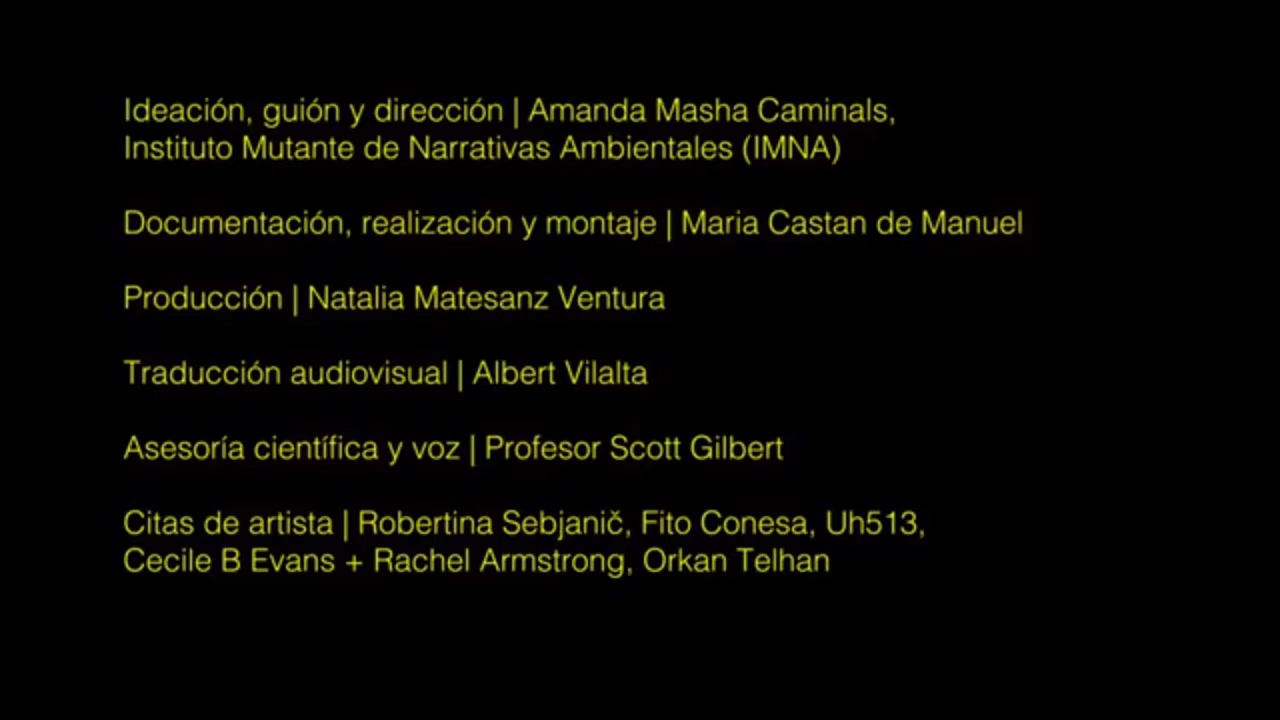 Ideación, guión y dirección | Amanda Masha Caminals,
Instituto Mutante de Narrativas Ambientales (IMNA)
Documentación, realización y montaje | Maria Castan de Manuel
Producción | Natalia Matesanz Ventura
Traducción audiovisual | Albert Vilalta
Asesoría científica y voz | Profesor Scott Gilbert
Citas de artista | Robertina Sebjanič, Fito Conesa, Uh513,
Cecile B Evans + Rachel Armstrong, Orkan Telhan